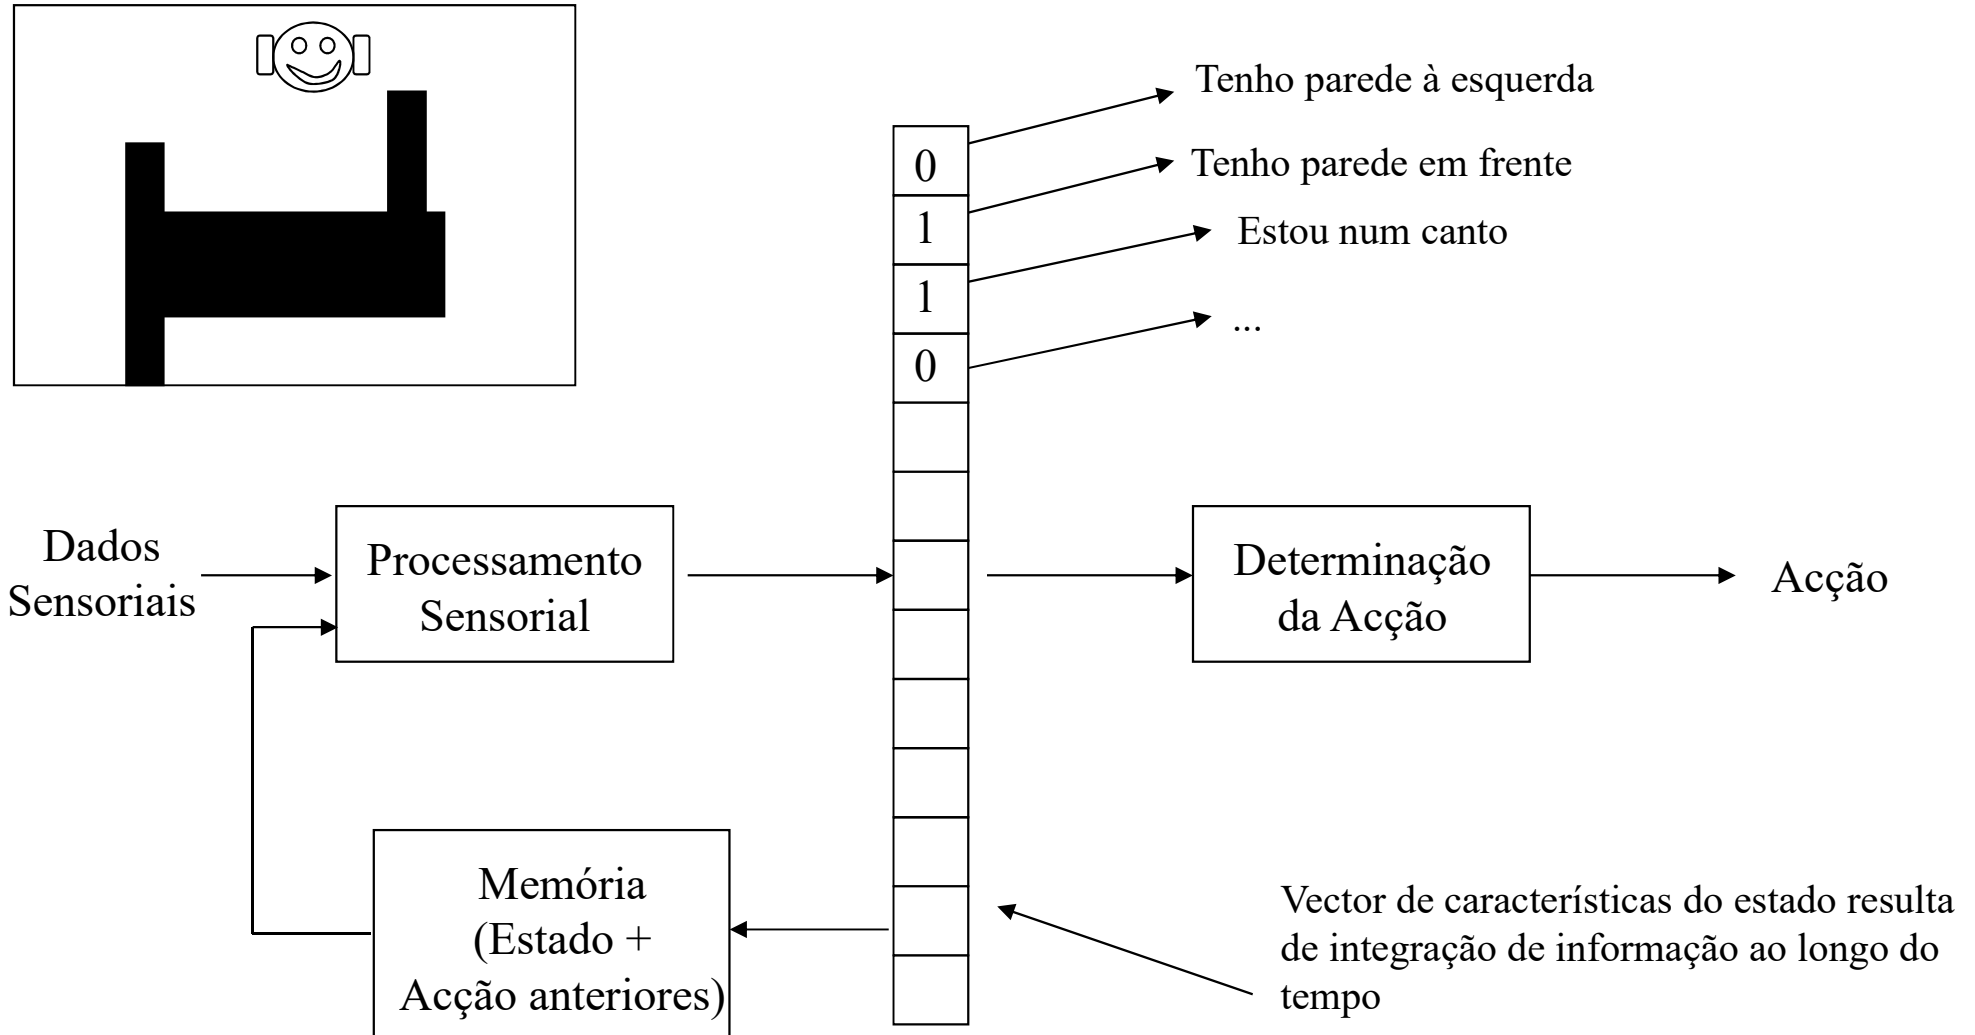 Tenho parede à esquerda
0
Tenho parede em frente
1
Estou num canto
1
...
0
Dados
Sensoriais
Processamento
Sensorial
Determinação
da Acção
Acção
Memória
(Estado +
Acção anteriores)
Vector de características do estado resulta
de integração de informação ao longo do
tempo